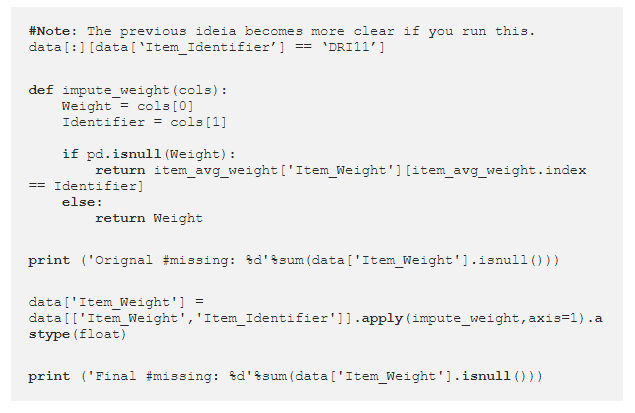 #Note: The previous ideia becomes more clear if you run this.
data[:][data[‘Item_Identifier’] == ‘DRI11’]
def impute_weight(cols):
    Weight = cols[0]
    Identifier = cols[1]
    if pd.isnull(Weight):
        return item_avg_weight['Item_Weight'][item_avg_weight.index
== Identifier]
    else:
        return Weight
print ('Orignal #missing: %d'%sum(data['Item_Weight'].isnull()))
data['Item_Weight'] =
data[['Item_Weight','Item_Identifier']].apply(impute_weight,axis=1).a
stype(float)
print ('Final #missing: %d'%sum(data['Item_Weight'].isnull()))